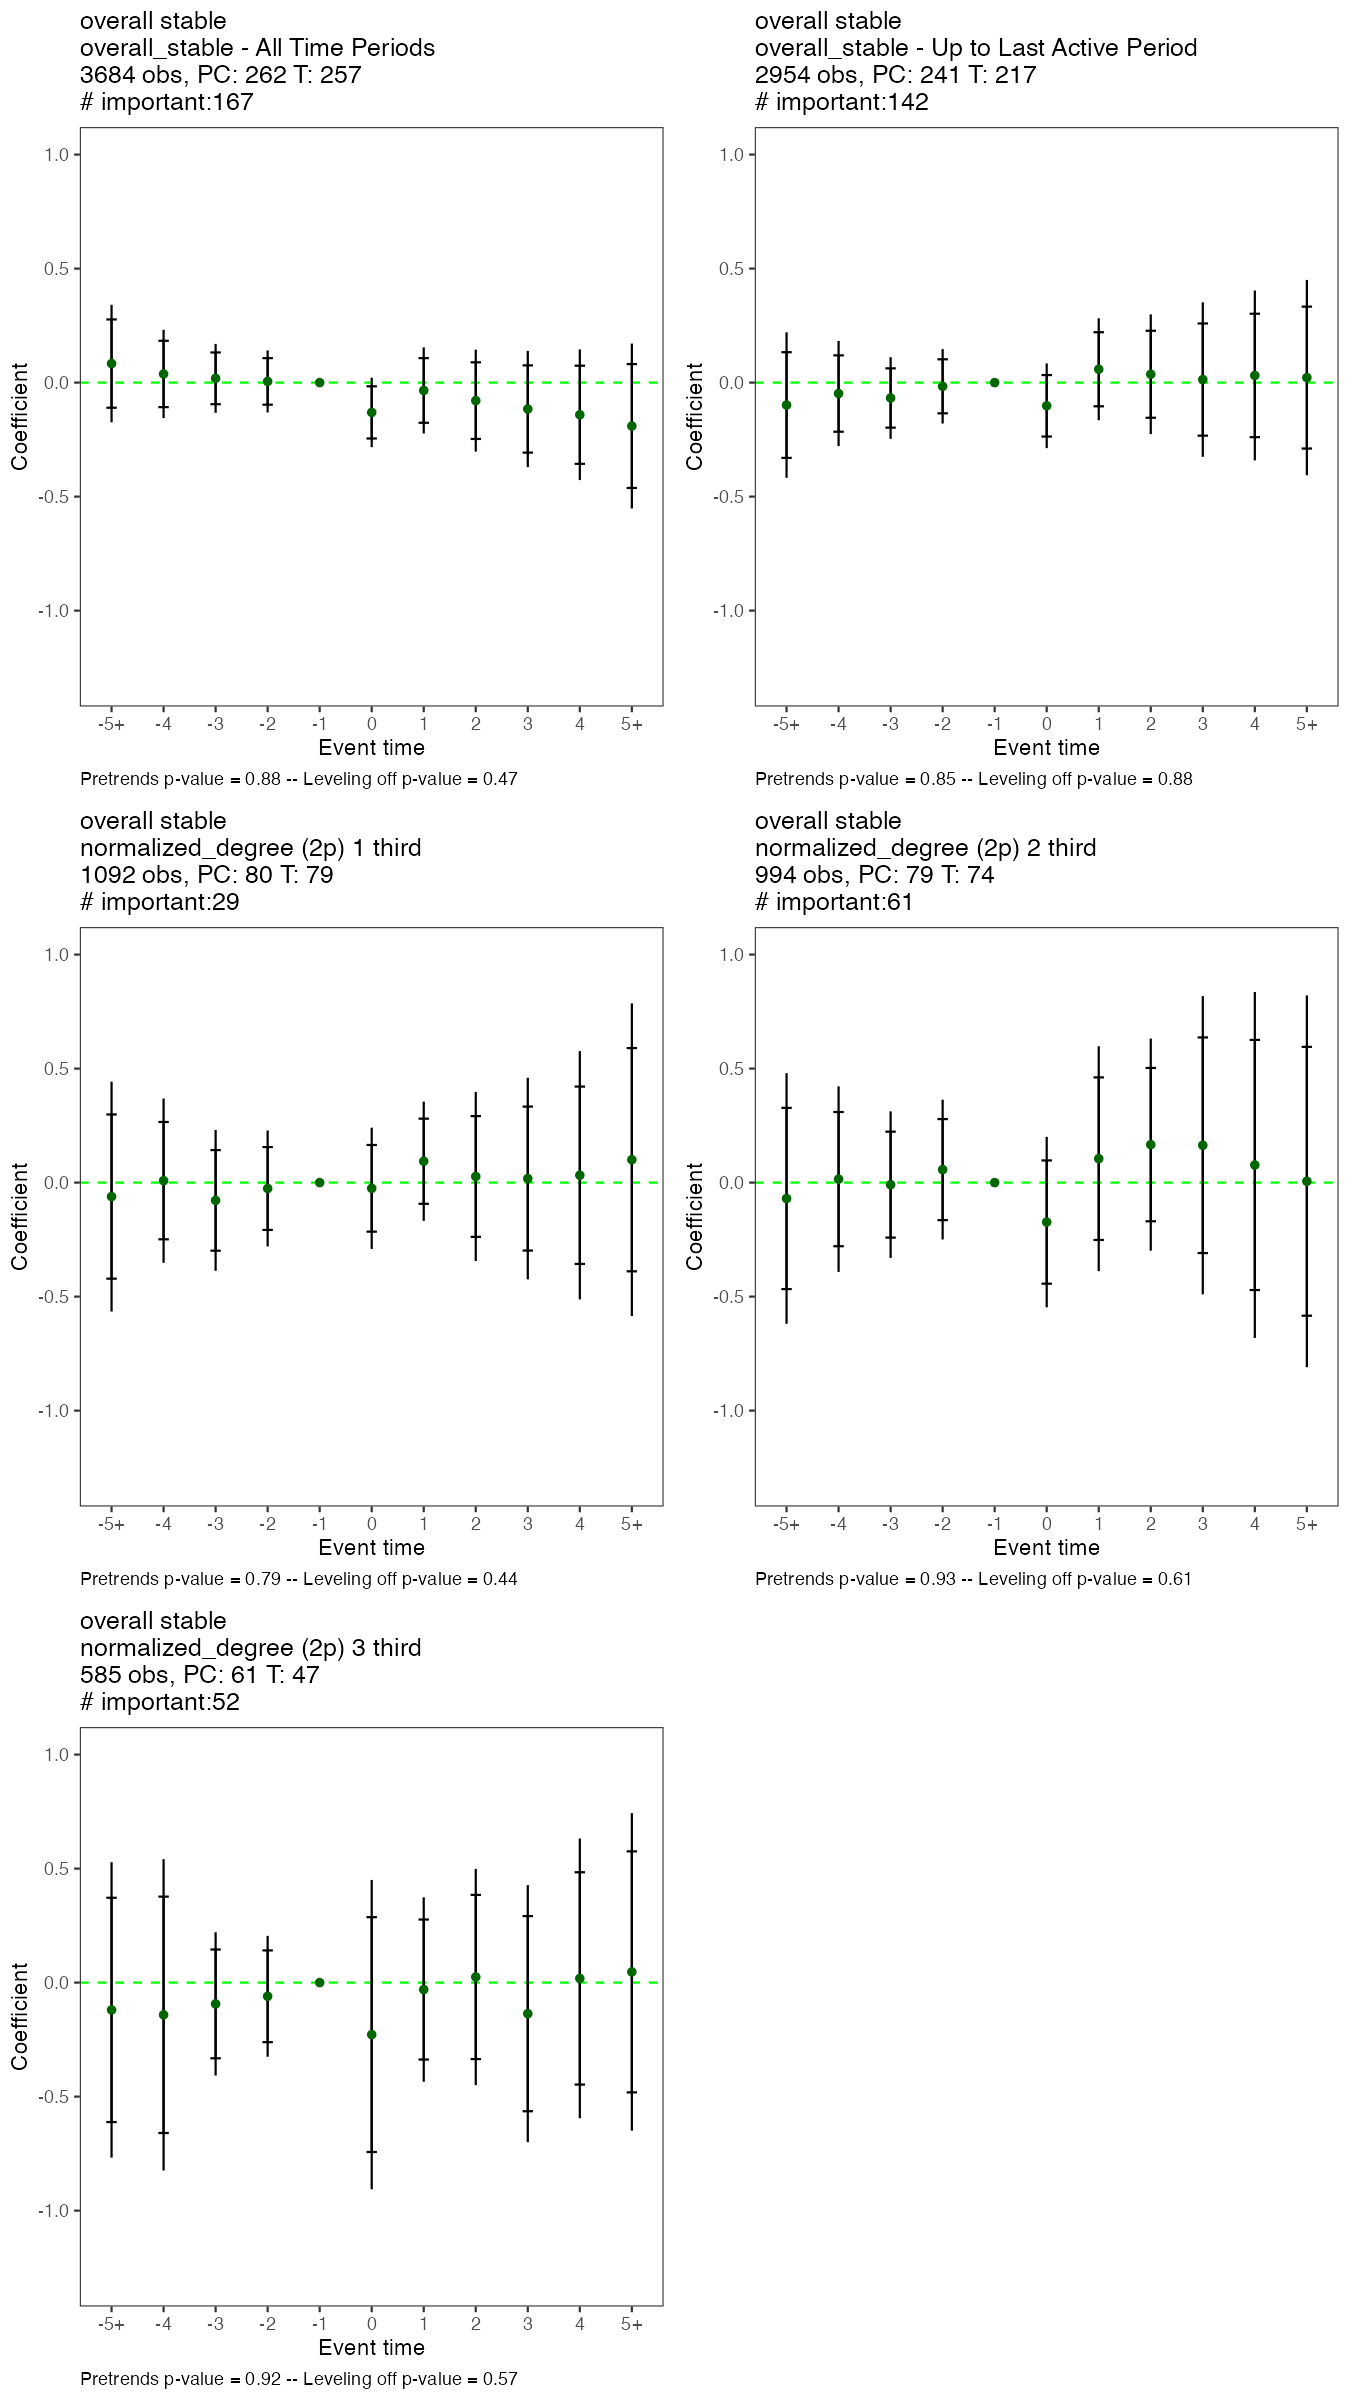 overall stable
overall_stable - All Time Periods
3684 obs, PC: 262 T: 257
# important:167
1.0
0.5
0.0
-0.5
-1.0
Coefficient
-5+ -4 -3 -2 -1 0 1 2 3 4 5+
Event time
Pretrends p-value = 0.88 -- Leveling off p-value = 0.47
overall stable
overall_stable - Up to Last Active Period
2954 obs, PC: 241 T: 217
# important:142
1.0
0.5
0.0
-0.5
-1.0
Coefficient
-5+ -4 -3 -2 -1 0 1 2 3 4 5+
Event time
Pretrends p-value = 0.85 -- Leveling off p-value = 0.88
overall stable
normalized_degree (2p) 1 third
1092 obs, PC: 80 T: 79
# important:29
1.0
0.5
0.0
-0.5
-1.0
Coefficient
-5+ -4 -3 -2 -1 0 1 2 3 4 5+
Event time
Pretrends p-value = 0.79 -- Leveling off p-value = 0.44
overall stable
normalized_degree (2p) 2 third
994 obs, PC: 79 T: 74
# important:61
1.0
0.5
0.0
-0.5
-1.0
Coefficient
-5+ -4 -3 -2 -1 0 1 2 3 4 5+
Event time
Pretrends p-value = 0.93 -- Leveling off p-value = 0.61
overall stable
normalized_degree (2p) 3 third
585 obs, PC: 61 T: 47
# important:52
1.0
0.5
0.0
-0.5
-1.0
Coefficient
-5+ -4 -3 -2 -1 0 1 2 3 4 5+
Event time
Pretrends p-value = 0.92 -- Leveling off p-value = 0.57